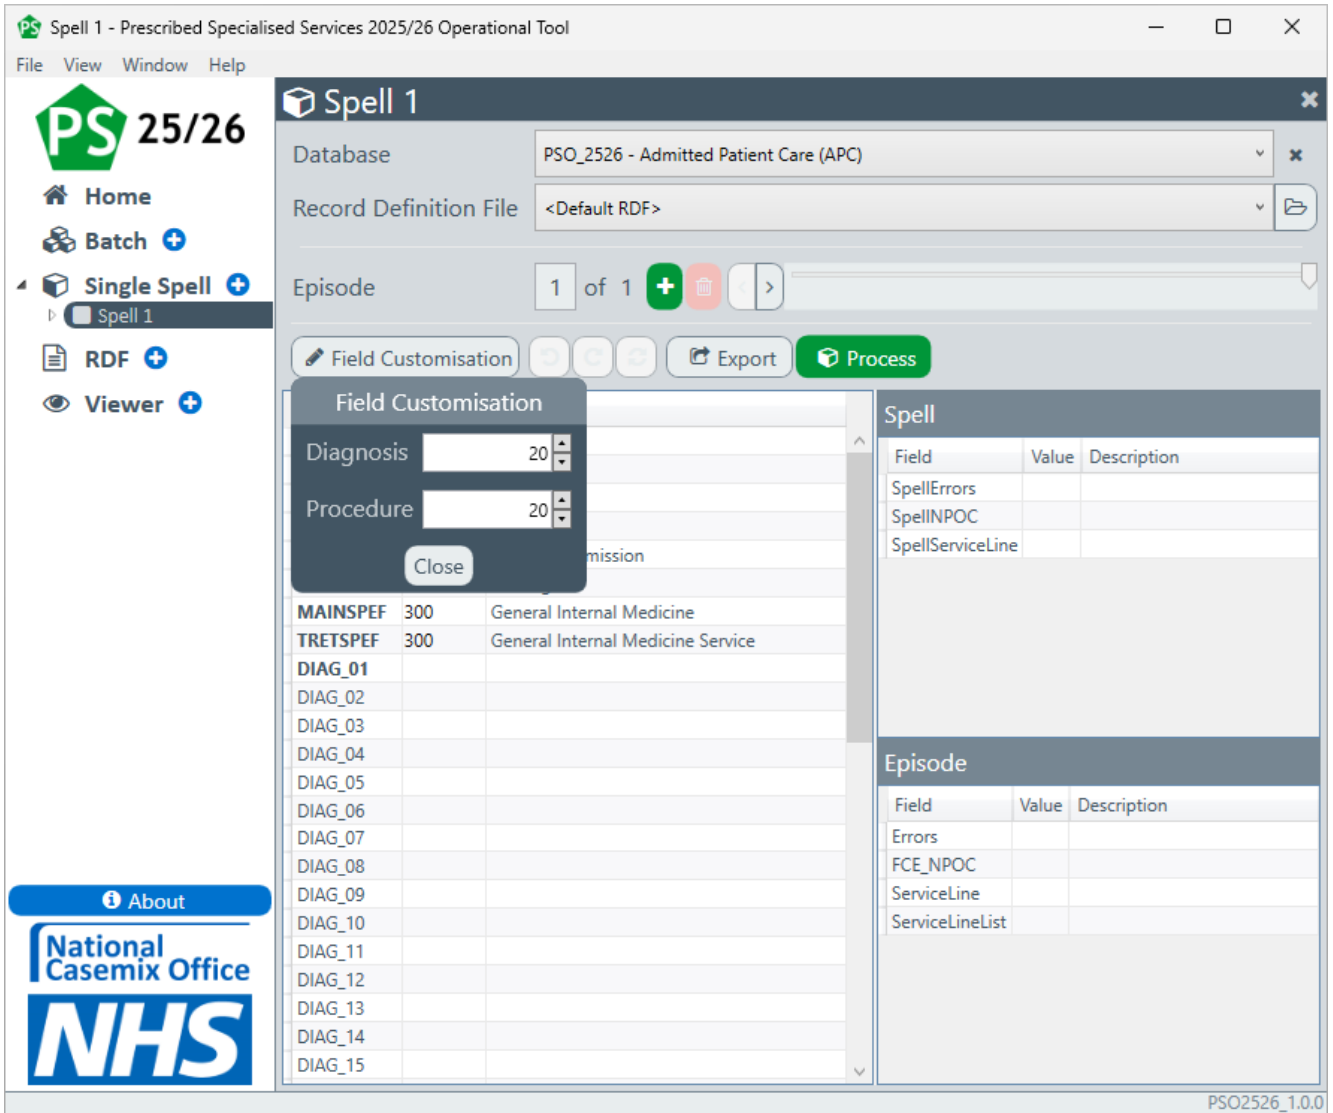 Spell 1 - Prescribed Specialised Services 2025/26 Operational Tool
File View Window Help
PS 25/26
Home
Batch
Single Spell
Spell 1
RDF
Viewer
About
National
Casemix Office
NHS
Spell 1
Database PSO_2526 - Admitted Patient Care (APC)
Record Definition File <Default RDF>
Episode 1 of 1
Field Customisation Export Process
Field Customisation
Diagnosis 20
Procedure 20
Close
mission
MAINSPEF 300 General Internal Medicine
TRETSPEF 300 General Internal Medicine Service
DIAG_01
DIAG_02
DIAG_03
DIAG_04
DIAG_05
DIAG_06
DIAG_07
DIAG_08
DIAG_09
DIAG_10
DIAG_11
DIAG_12
DIAG_13
DIAG_14
DIAG_15
Spell
Field Value Description
SpellErrors
SpellNPOC
SpellServiceLine
Episode
Field Value Description
Errors
FCE_NPOC
ServiceLine
ServiceLineList
PSO2526_1.0.0